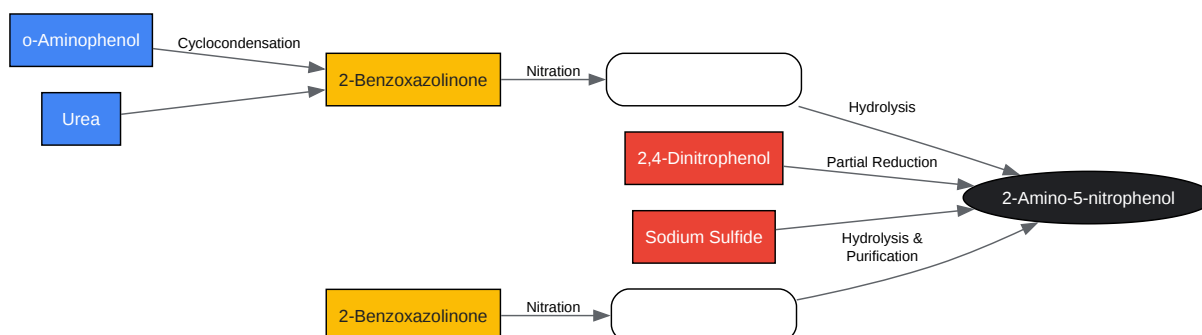 o-Aminophenol
Cyclocondensation
Urea
2-Benzoxazolinone
Nitration
Hydrolysis
2,4-Dinitrophenol
Partial Reduction
Sodium Sulfide
2-Amino-5-nitrophenol
Hydrolysis &
Purification
2-Benzoxazolinone
Nitration